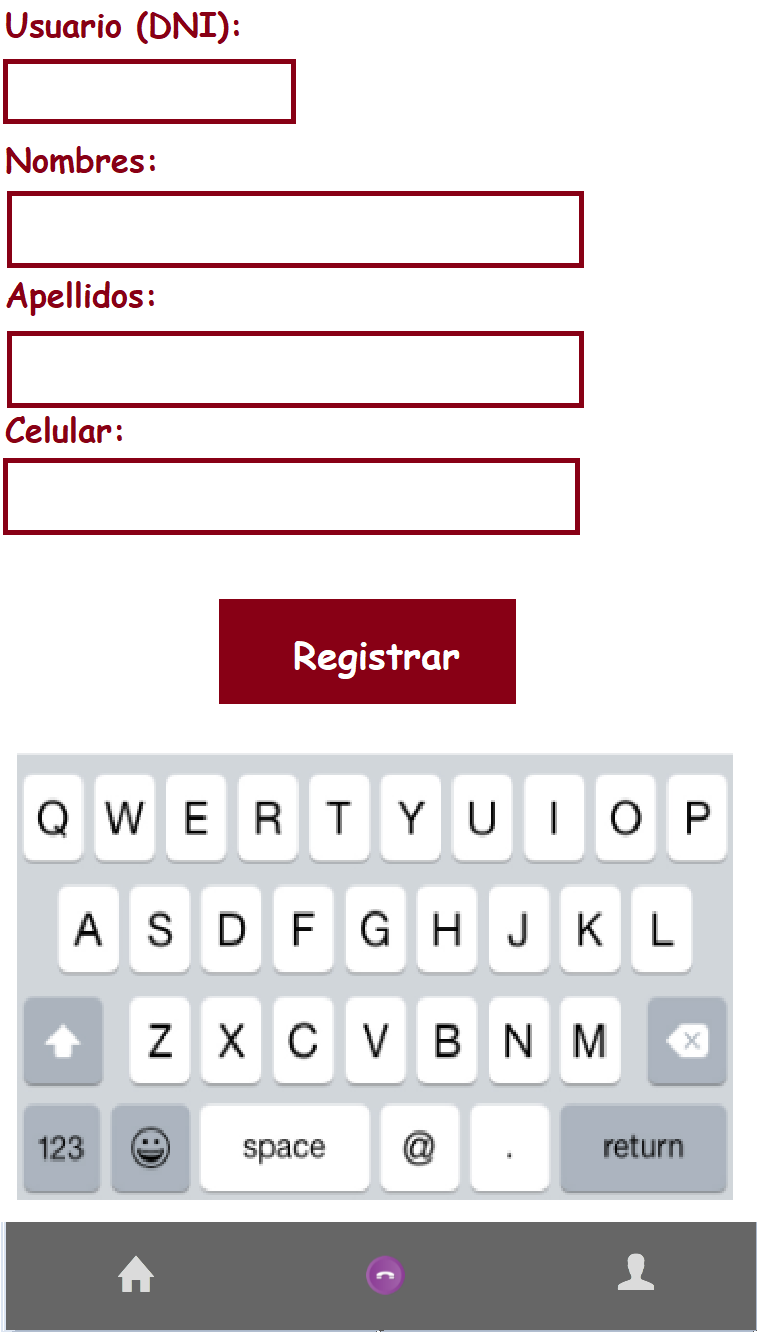 Usuario (DNI):
Nombres:
Apellidos:
Celular:
Registrar
Q W E R T Y U I O P
A S D F G H J K L
Z X C V B N M
123 space @ . return